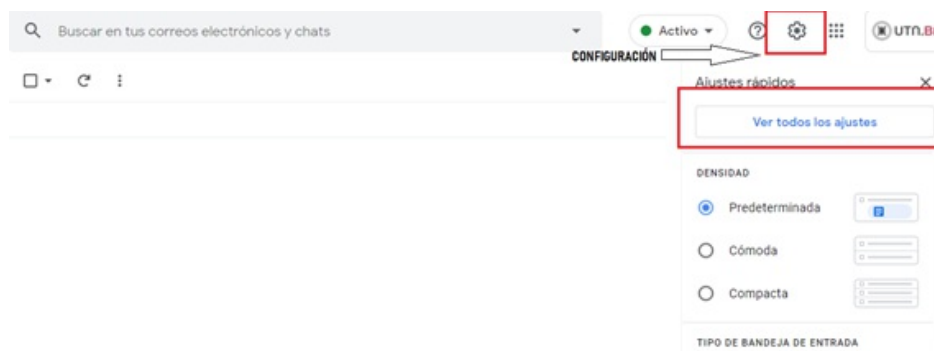 Buscar en tus correos electrónicos y chats
Activo
UTN.B
CONFIGURACIÓN
Ajustes rápidos
Ver todos los ajustes
DENSIDAD
Predeterminada
Cómoda
Compacta
TIPO DE BANDEJA DE ENTRADA